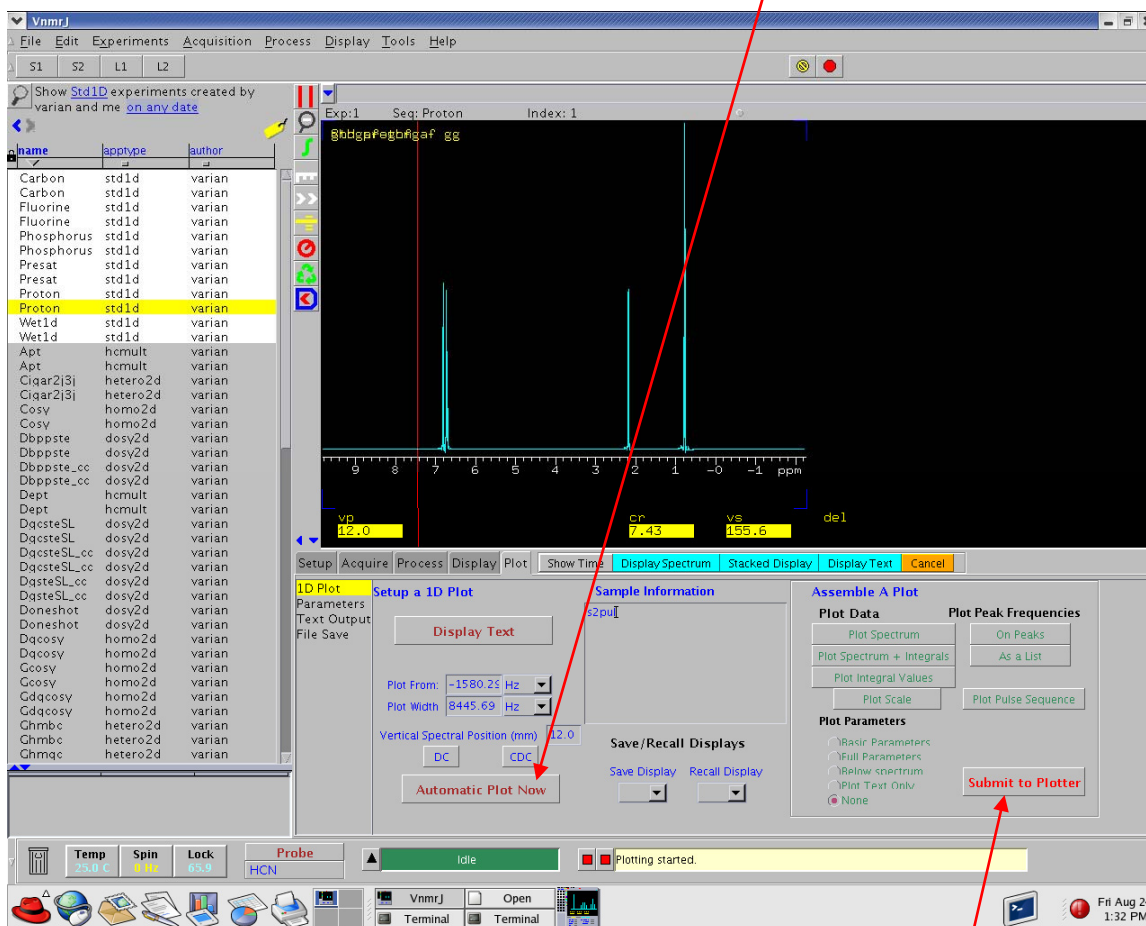 VnmrJ
File Edit Experiments Acquisition Process Display Tools Help
S1 S2 L1 L2
Show Std1D experiments created by
varian and me on any date
name apptype author
Carbon std1d varian
Carbon std1d varian
Fluorine std1d varian
Fluorine std1d varian
Phosphorus std1d varian
Phosphorus std1d varian
Presat std1d varian
Presat std1d varian
Proton std1d varian
Proton std1d varian
Wet1d std1d varian
Wet1d std1d varian
Apt hcmult varian
Apt hcmult varian
Cigar2j3j hetero2d varian
Cigar2j3j hetero2d varian
Cosy homo2d varian
Cosy homo2d varian
Dbppste dosy2d varian
Dbppste dosy2d varian
Dbppste_cc dosy2d varian
Dbppste_cc dosy2d varian
Dept hcmult varian
Dept hcmult varian
DgcsteSL dosy2d varian
DgcsteSL dosy2d varian
DgcsteSL_cc dosy2d varian
DgcsteSL_cc dosy2d varian
DgsteSL_cc dosy2d varian
DgsteSL_cc dosy2d varian
Doneshot dosy2d varian
Doneshot dosy2d varian
Dqcosy homo2d varian
Dqcosy homo2d varian
Gcosy homo2d varian
Gcosy homo2d varian
Gdqcosy homo2d varian
Gdqcosy homo2d varian
Ghmbc hetero2d varian
Ghmbc hetero2d varian
Ghmqc hetero2d varian
Exp:1 Seq: Proton Index: 1
gg
9 8 7 6 5 4 3 2 1 -0 -1 ppm
vp cr vs del
12.0 7.43 155.6
Setup Acquire Process Display Plot Show Time Display Spectrum Stacked Display Display Text Cancel
1D Plot
Parameters
Text Output
File Save
Setup a 1D Plot
Display Text
Plot From: -1580.29 Hz
Plot Width 8445.69 Hz
Vertical Spectral Position (mm) 12.0
DC CDC
Automatic Plot Now
Sample Information
s2pul
Save/Recall Displays
Save Display Recall Display
Assemble A Plot
Plot Data Plot Peak Frequencies
Plot Spectrum On Peaks
Plot Spectrum + Integrals As a List
Plot Integral Values
Plot Scale Plot Pulse Sequence
Plot Parameters
Basic Parameters
Full Parameters
Below spectrum
Plot Text Only
None
Submit to Plotter
Temp Spin Lock
25.0 C 0 Hz 65.9
Probe
HCN
Idle
Plotting started.
VnmrJ Open
Terminal Terminal
Fri Aug 2
1:32 PM